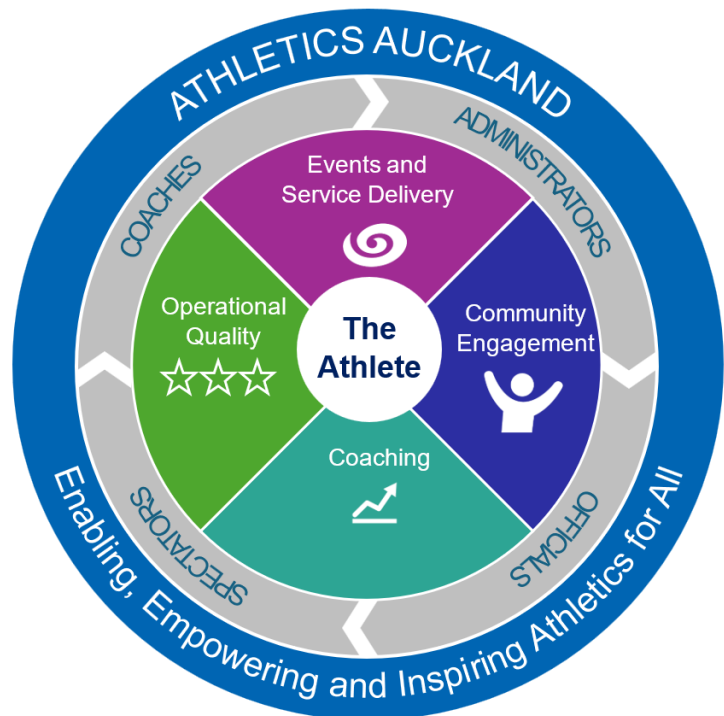 ATHLETICS AUCKLAND
COACHES
ADMINISTRATORS
Events and
Service Delivery
Operational
Quality
The
Athlete
Community
Engagement
Coaching
SPECTATORS
OFFICIALS
Enabling, Empowering and Inspiring Athletics for All